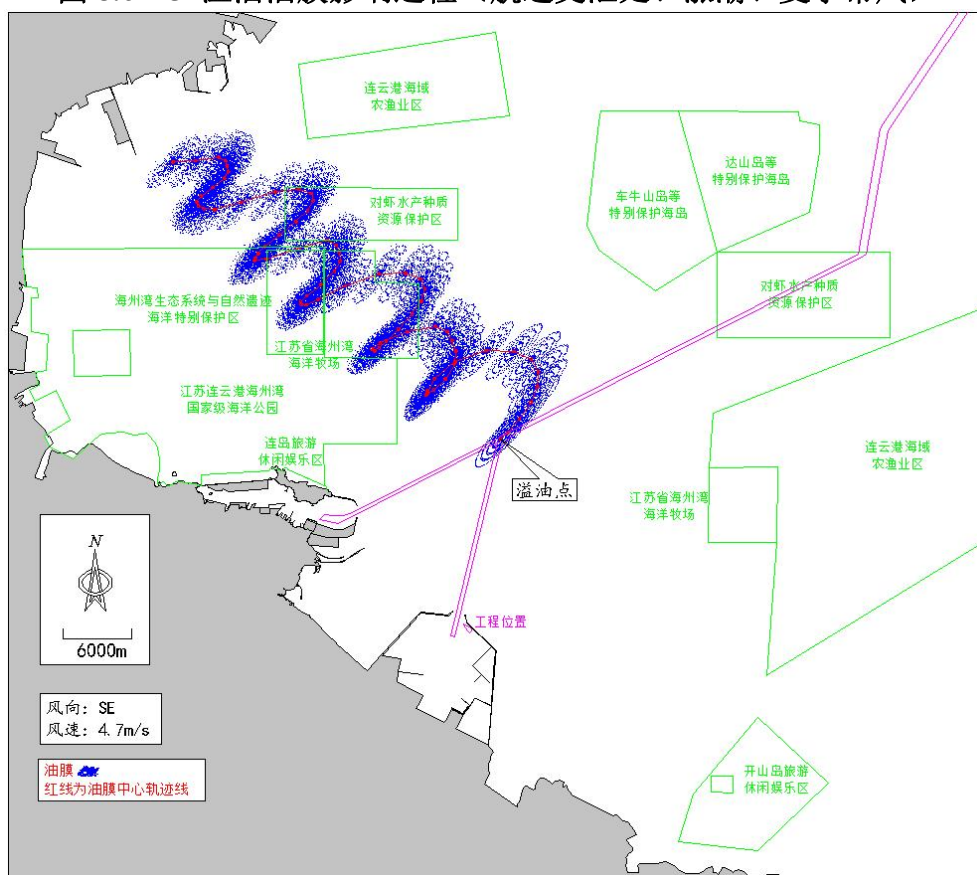 连云港海域
农渔业区
达山岛等
特别保护海岛
车牛山岛等
特别保护海岛
对虾水产种质
资源保护区
对虾水产种质
资源保护区
海州湾生态系统与自然遗迹
海洋特别保护区
江苏省海州湾
海洋牧场
江苏连云港海州湾
国家级海洋公园
连岛旅游
休闲娱乐区
溢油点
连云港海域
农渔业区
江苏省海州湾
海洋牧场
N
6000m
工程位置
风向: SE
风速: 4.7m/s
油膜
红线为油膜中心轨迹线
开山岛旅游
休闲娱乐区